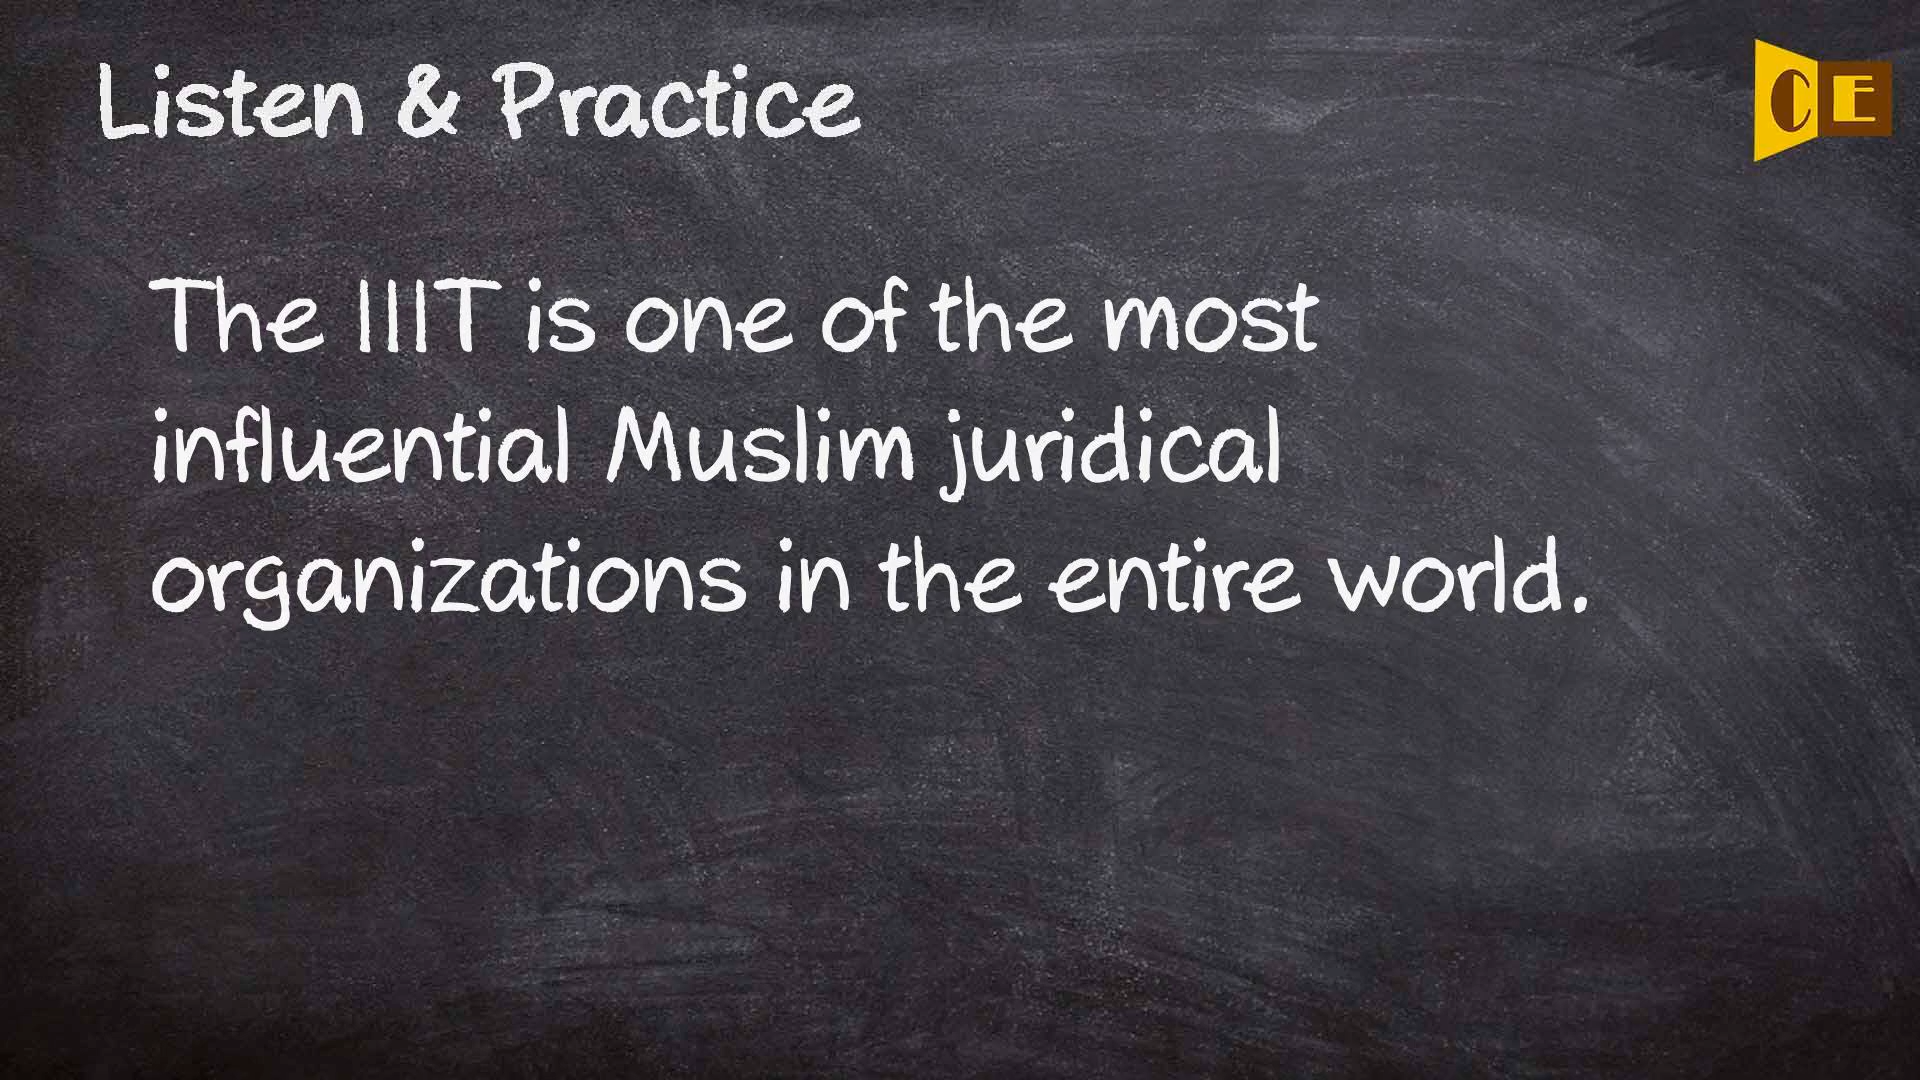 Listen & Practice
CE
The IIIT is one of the most
influential Muslim juridical
organizations in the entire world.